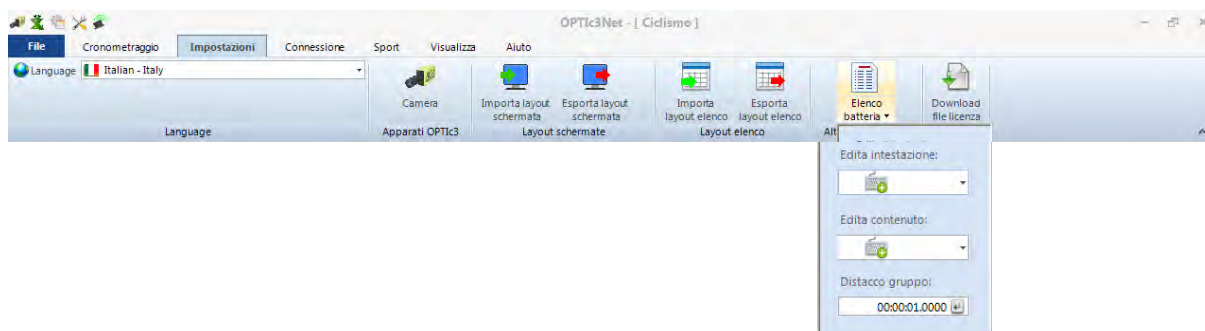 OPTIc3Net - [ Ciclismo ]
File Cronometraggio Impostazioni Connessione Sport Visualizza Aiuto
Language Italian - Italy
Camera
Importa layout schermata
Esporta layout schermata
Importa layout elenco
Esporta layout elenco
Elenco batteria
Download file licenza
Language Apparati OPTIc3 Layout schermate Layout elenco Alt
Edita intestazione:
Edita contenuto:
Distacco gruppo:
00:00:01.0000